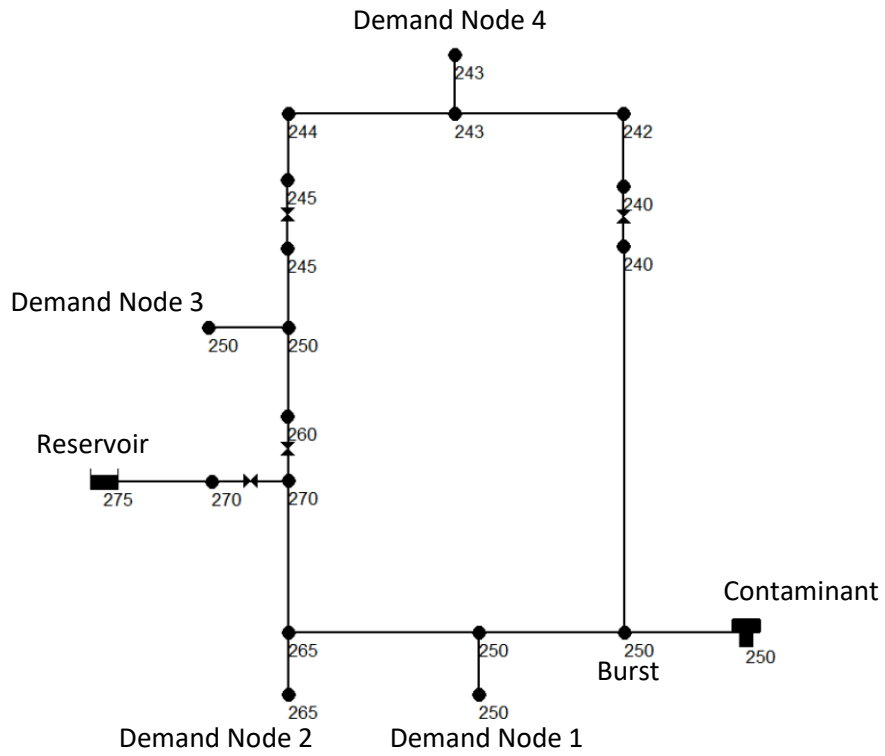 Demand Node 4
243
244
243
242
245
240
245
240
Demand Node 3
250
250
260
Reservoir
275
270
270
Contaminant
265
250
250
250
Burst
265
250
Demand Node 2
Demand Node 1